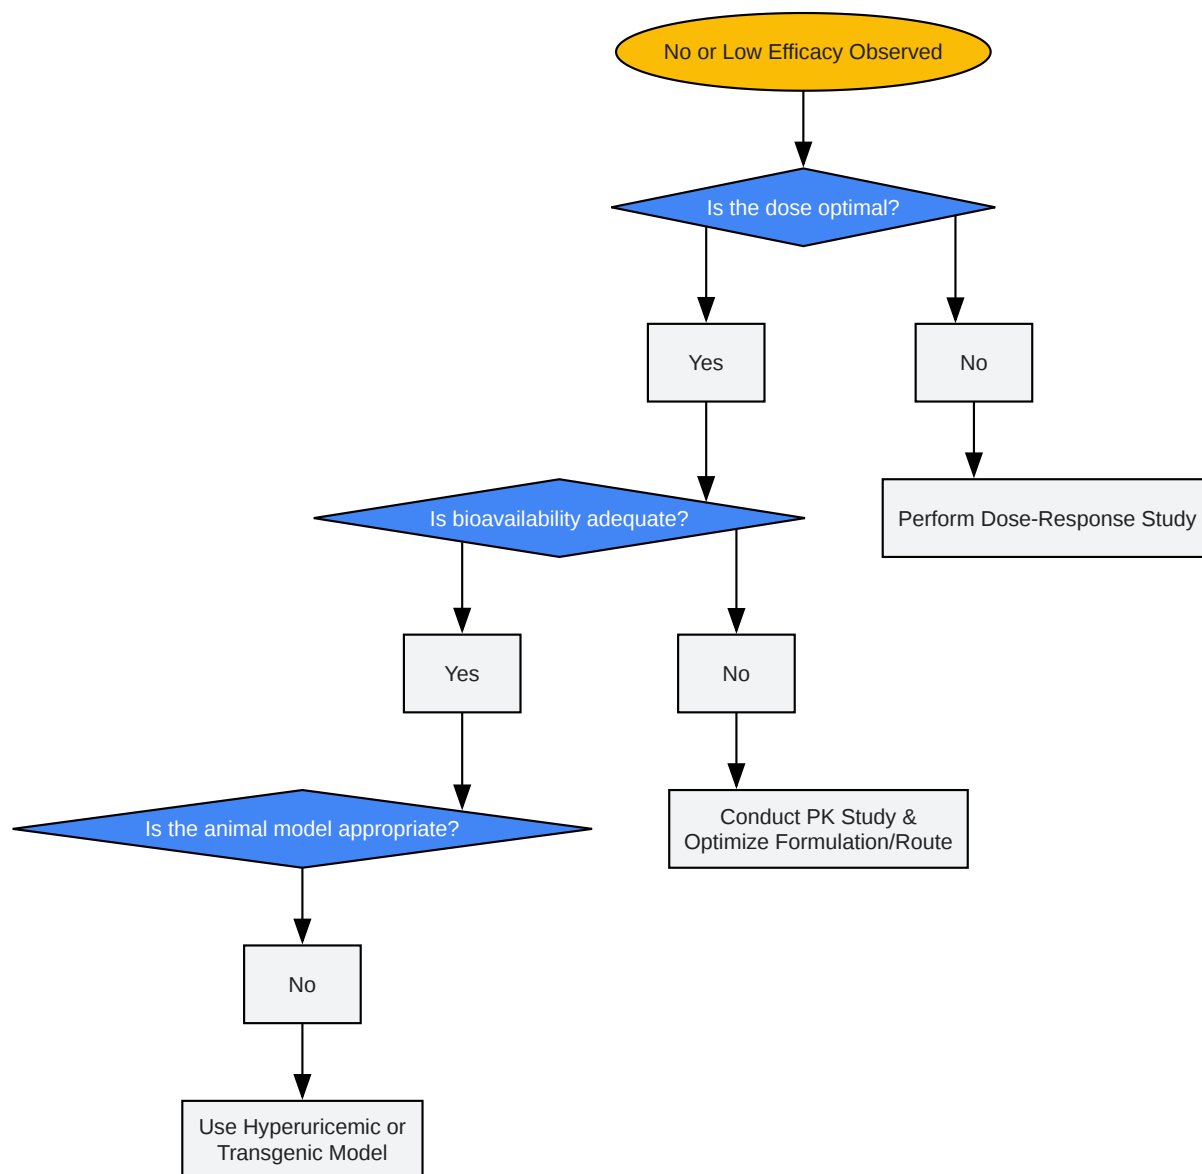 No or Low Efficacy Observed
Is the dose optimal?
Yes
No
Is bioavailability adequate?
Perform Dose-Response Study
Yes
No
Is the animal model appropriate?
Conduct PK Study &
Optimize Formulation/Route
No
Use Hyperuricemic or
Transgenic Model